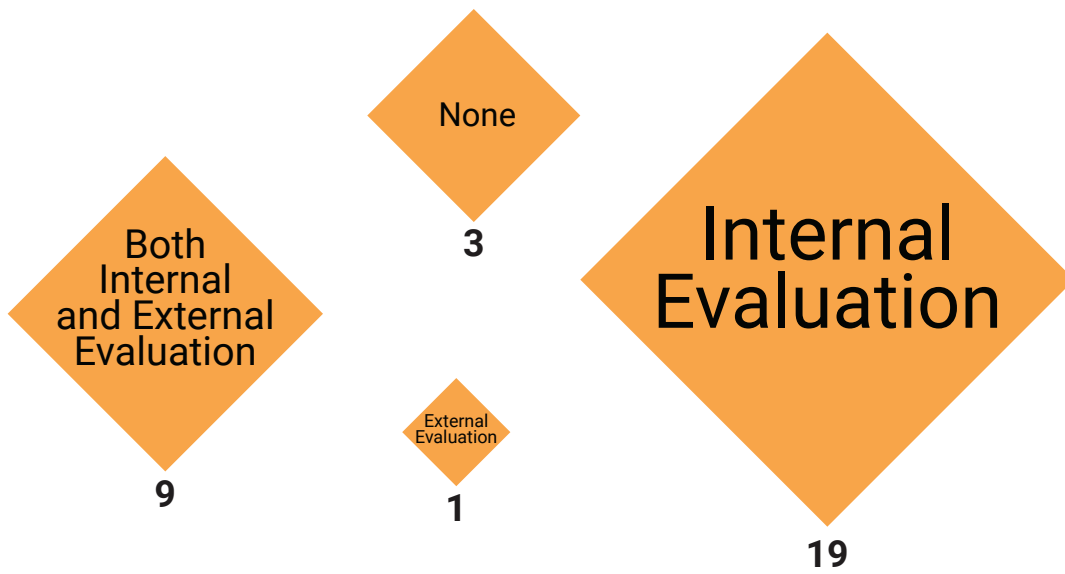 None
3
Both
Internal
and External
Evaluation
9
External
Evaluation
1
Internal
Evaluation
19